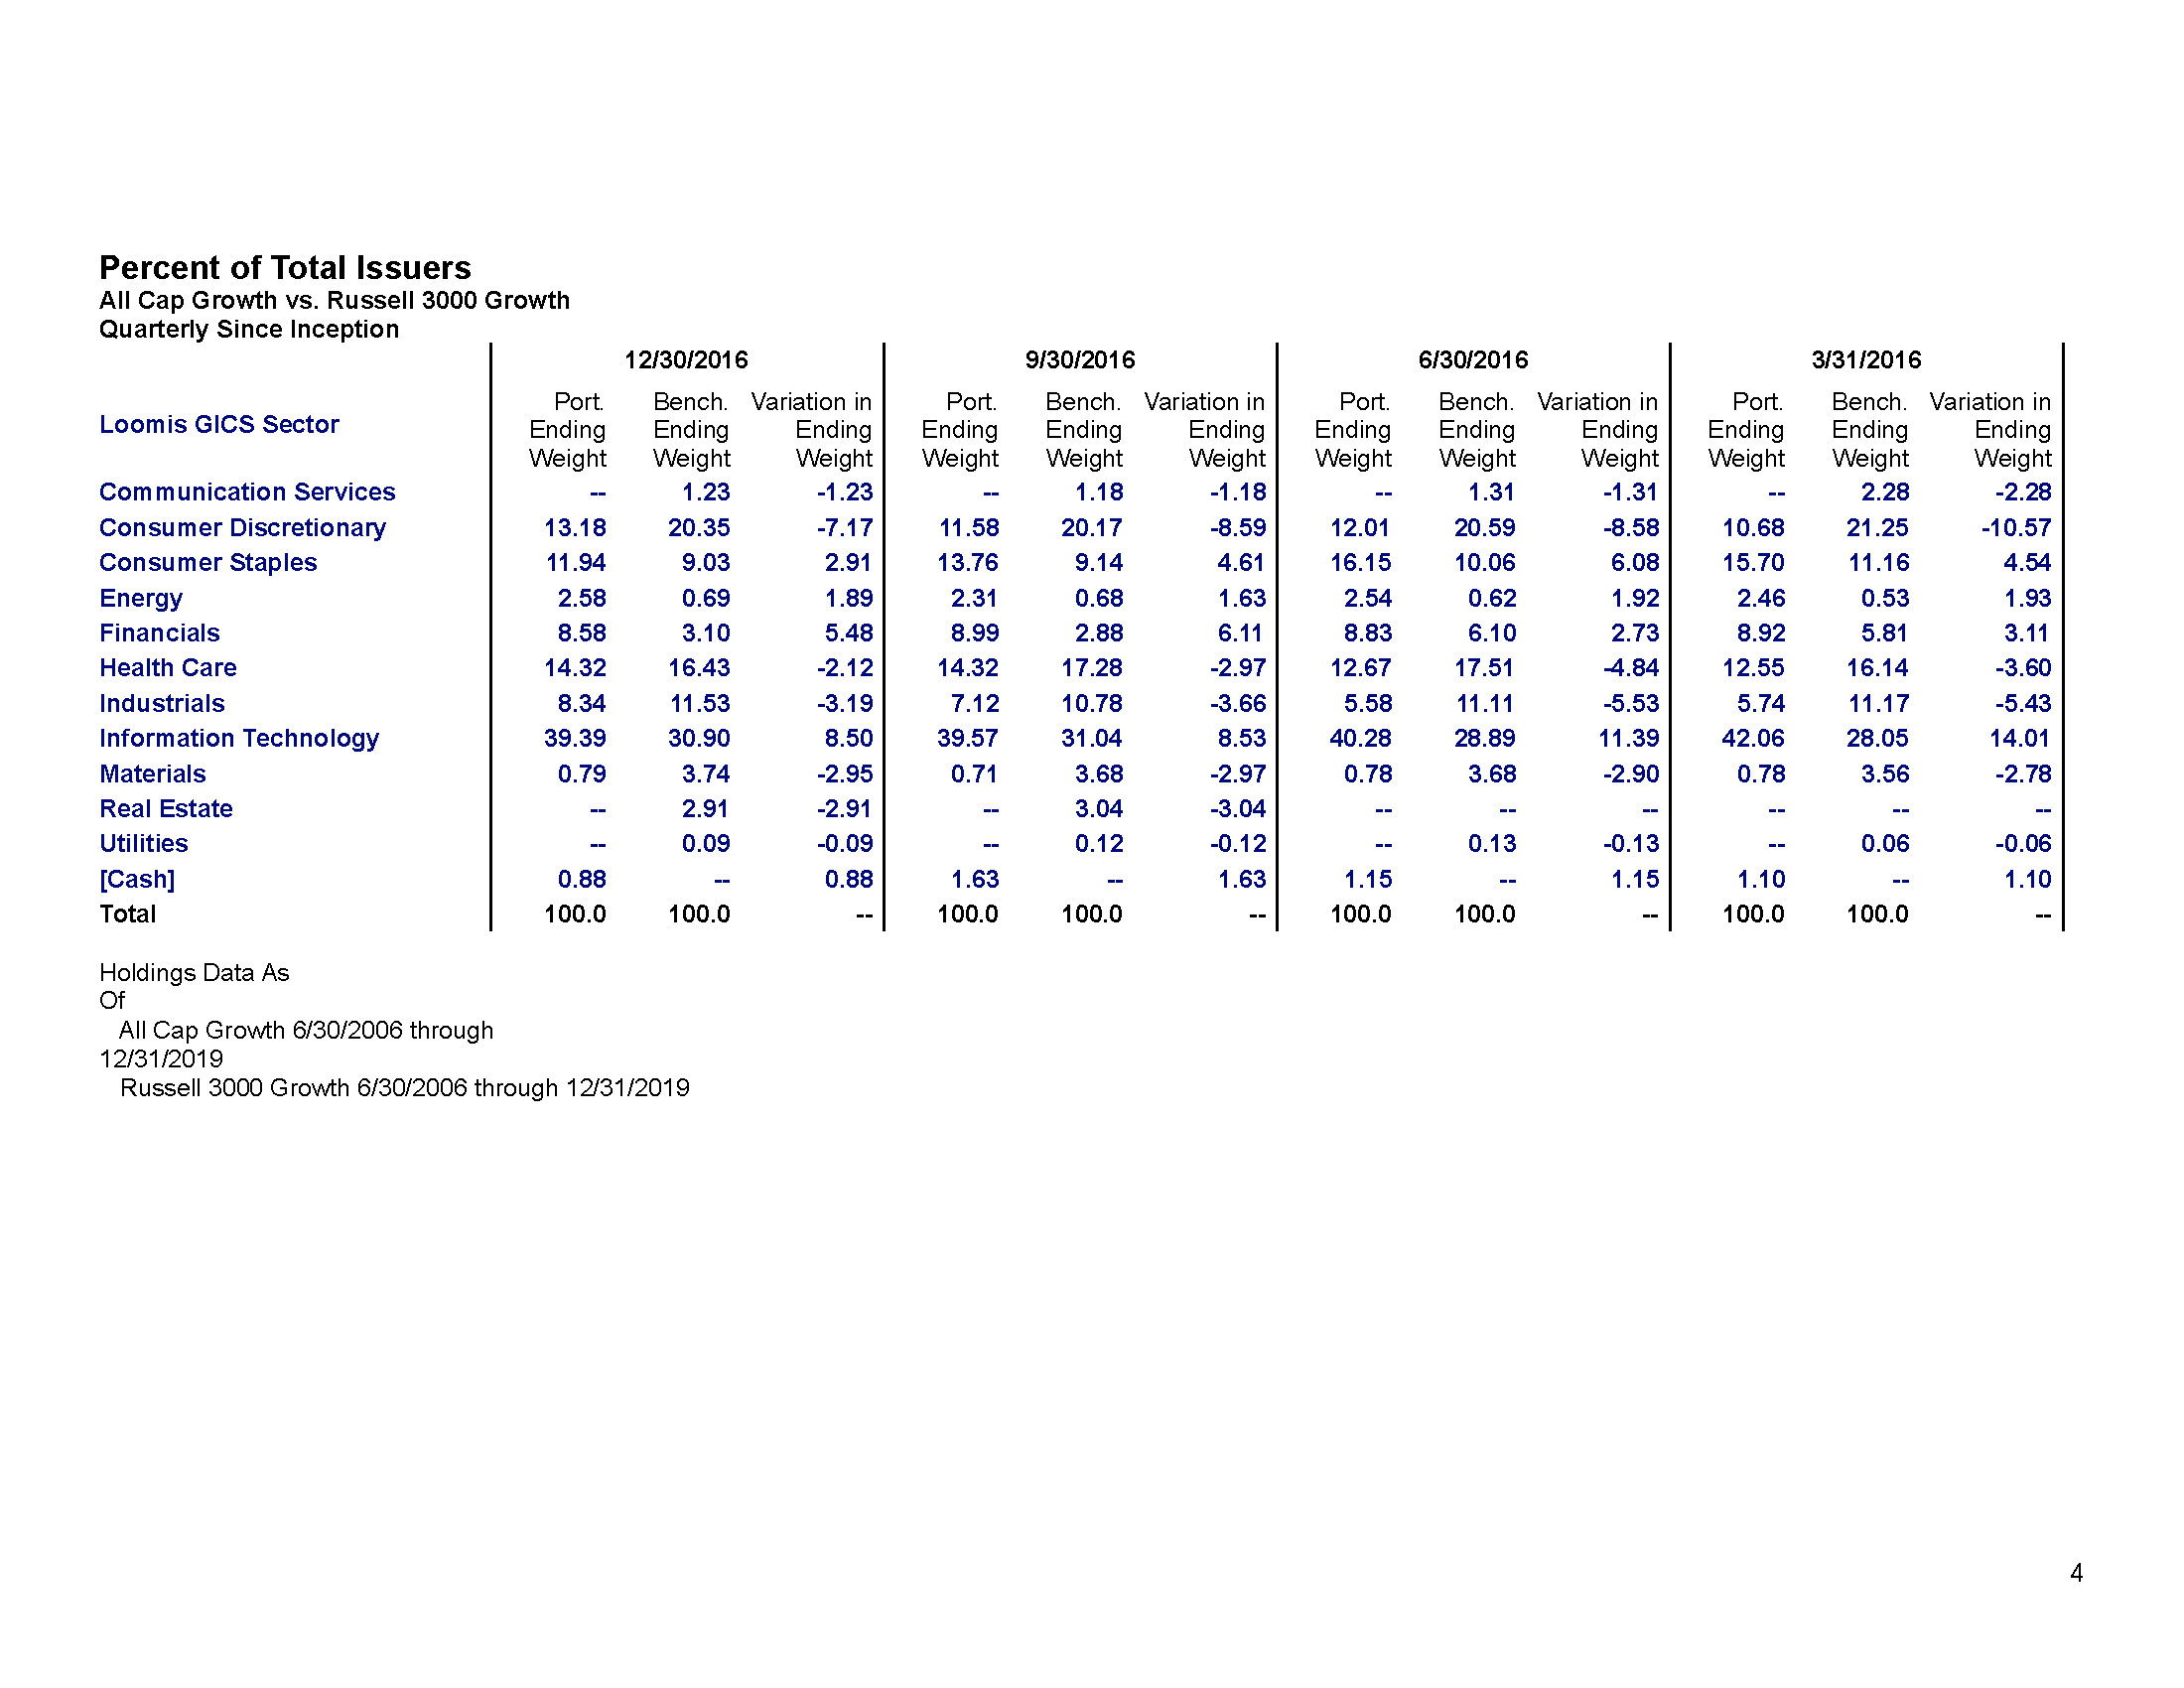 Percent of Total Issuers
All Cap Growth vs. Russell 3000 Growth
Quarterly Since Inception
12/30/2016 9/30/2016 6/30/2016 3/31/2016
Port. Bench. Variation in Port. Bench. Variation in Port. Bench. Variation in Port. Bench. Variation in
Loomis GICS Sector
Ending Ending Ending Ending Ending Ending Ending Ending Ending Ending Ending Ending
Weight Weight Weight Weight Weight Weight Weight Weight Weight Weight Weight Weight
Communication Services -- 1.23 -1.23 -- 1.18 -1.18 -- 1.31 -1.31 -- 2.28 -2.28
Consumer Discretionary 13.18 20.35 -7.17 11.58 20.17 -8.59 12.01 20.59 -8.58 10.68 21.25 -10.57
Consumer Staples 11.94 9.03 2.91 13.76 9.14 4.61 16.15 10.06 6.08 15.70 11.16 4.54
Energy 2.58 0.69 1.89 2.31 0.68 1.63 2.54 0.62 1.92 2.46 0.53 1.93
Financials 8.58 3.10 5.48 8.99 2.88 6.11 8.83 6.10 2.73 8.92 5.81 3.11
Health Care 14.32 16.43 -2.12 14.32 17.28 -2.97 12.67 17.51 -4.84 12.55 16.14 -3.60
Industrials 8.34 11.53 -3.19 7.12 10.78 -3.66 5.58 11.11 -5.53 5.74 11.17 -5.43
Information Technology 39.39 30.90 8.50 39.57 31.04 8.53 40.28 28.89 11.39 42.06 28.05 14.01
Materials 0.79 3.74 -2.95 0.71 3.68 -2.97 0.78 3.68 -2.90 0.78 3.56 -2.78
Real Estate -- 2.91 -2.91 -- 3.04 -3.04 -- -- -- -- -- --
Utilities -- 0.09 -0.09 -- 0.12 -0.12 -- 0.13 -0.13 -- 0.06 -0.06
[Cash] 0.88 -- 0.88 1.63 -- 1.63 1.15 -- 1.15 1.10 -- 1.10
Total 100.0 100.0 -- 100.0 100.0 -- 100.0 100.0 -- 100.0 100.0 --
Holdings Data As
Of
All Cap Growth 6/30/2006 through
12/31/2019
Russell 3000 Growth 6/30/2006 through 12/31/2019
4